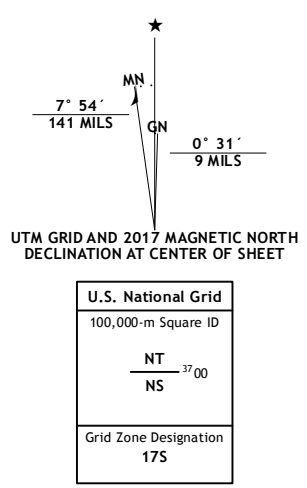 MN
7° 54´
141 MILS
GN
0° 31´
9 MILS
UTM GRID AND 2017 MAGNETIC NORTH
DECLINATION AT CENTER OF SHEET
U.S. National Grid
100,000-m Square ID
NT
3700
NS
Grid Zone Designation
17S